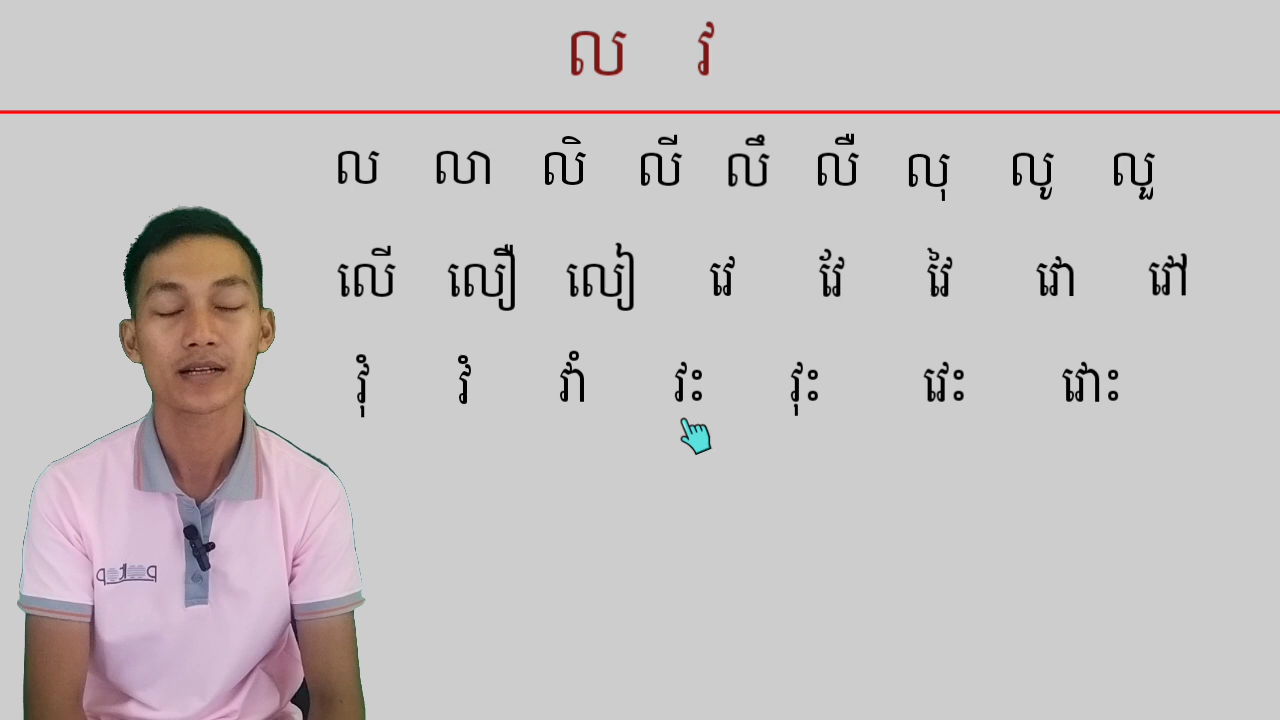 ល វ
ល លា លិ លី លឹ លឺ លុ លូ លួ
លើ លឿ លៀ វេ វែ វៃ វោ វៅ
វុំ វំ វាំ វះ វុះ វេះ វោះ